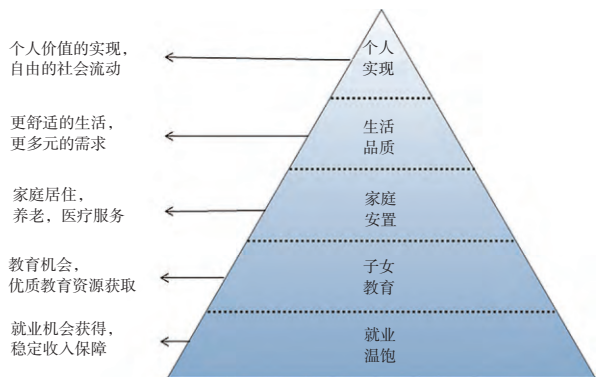 个人价值的实现，
自由的社会流动
个人
实现
更舒适的生活，
更多元的需求
生活
品质
家庭居住，
养老，医疗服务
家庭
安置
教育机会，
优质教育资源获取
子女
教育
就业机会获得，
稳定收入保障
就业
温饱